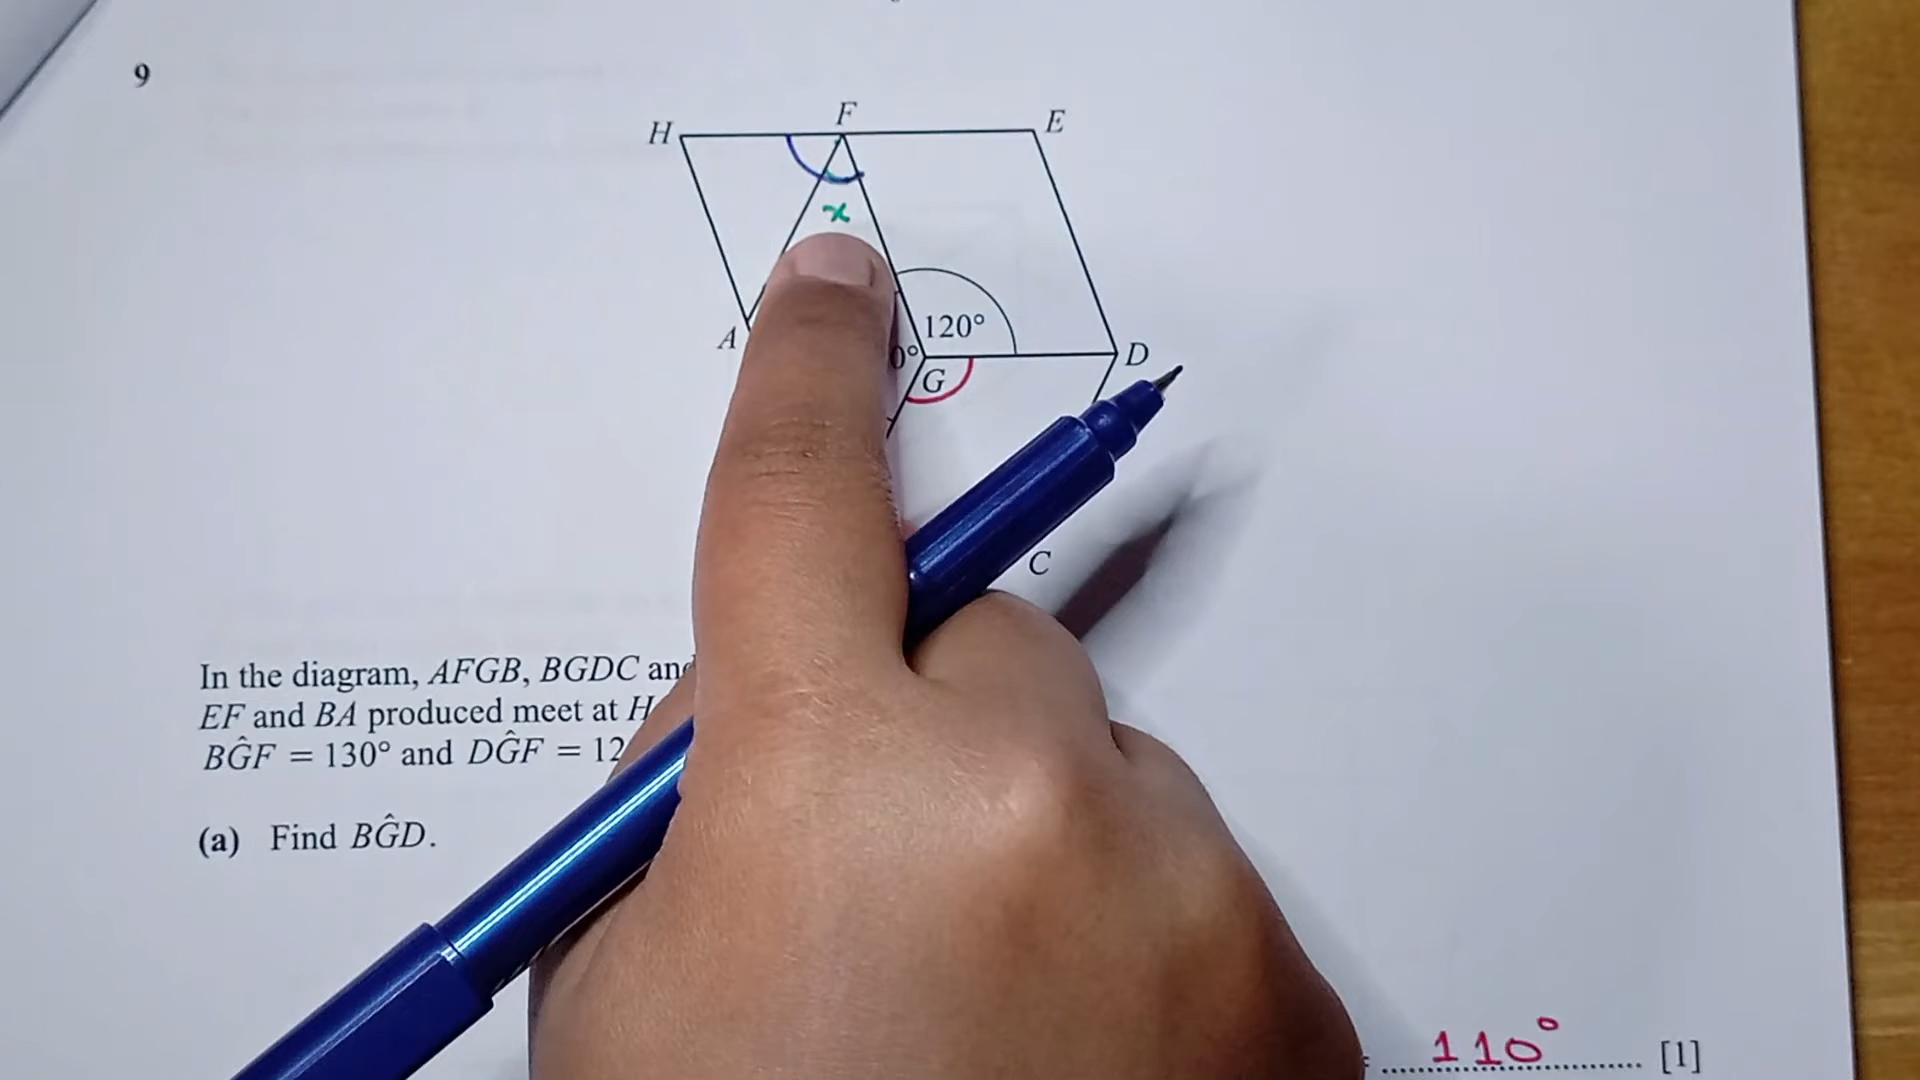 9
H F E
x
A 0° 120° D
G
C
In the diagram, AFGB, BGDC and
EF and BA produced meet at H
BĜF = 130° and DĜF = 12
(a) Find BĜD.
110° [1]